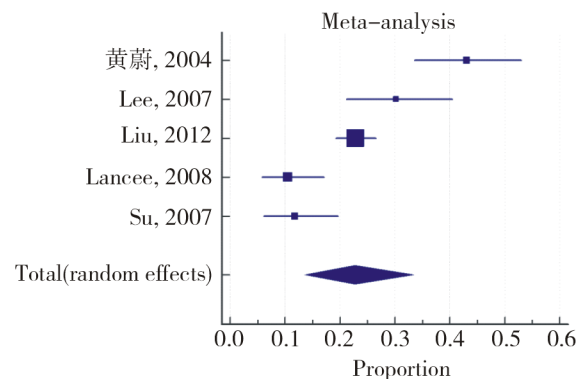 Meta-analysis
黄蔚, 2004
Lee, 2007
Liu, 2012
Lancee, 2008
Su, 2007
Total(random effects)
0.0 0.1 0.2 0.3 0.4 0.5 0.6
Proportion